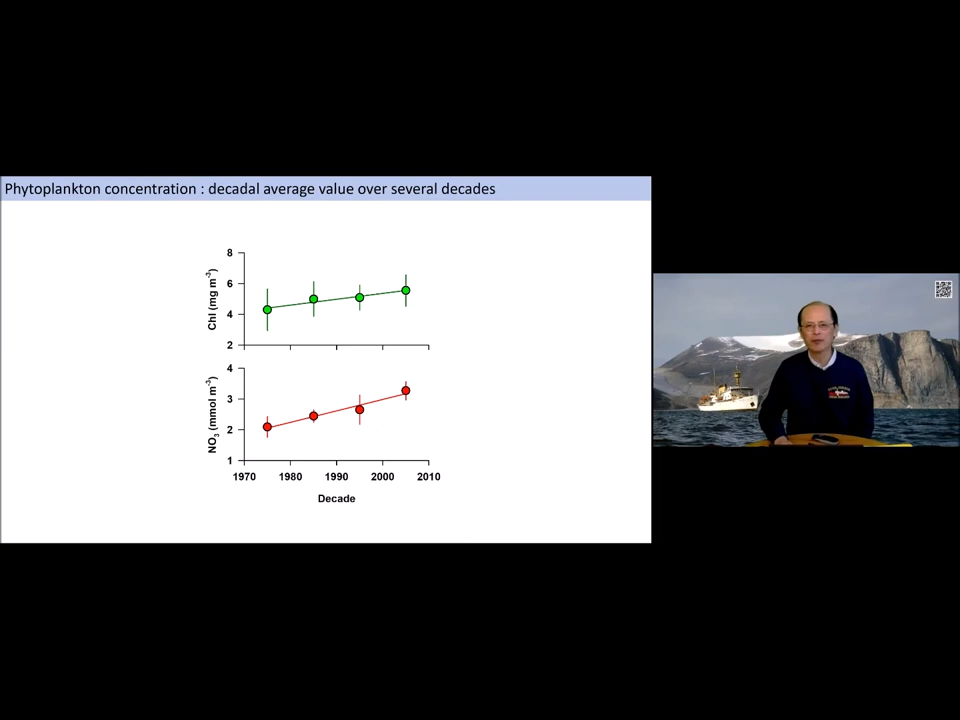 Phytoplankton concentration : decadal average value over several decades
8
6
4
2
Chl (mg m-3)
4
3
2
1
NO3 (mmol m-3)
1970 1980 1990 2000 2010
Decade